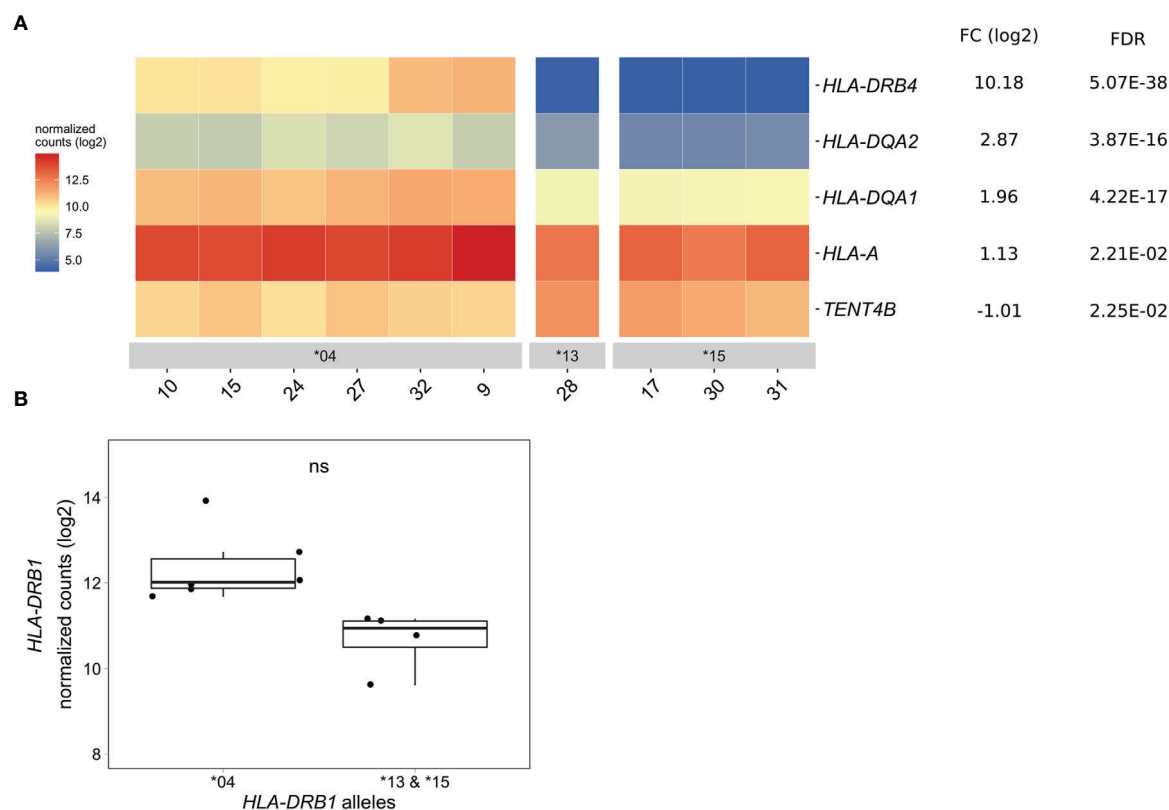 A
FC (log2) FDR
HLA-DRB4 10.18 5.07E-38
HLA-DQA2 2.87 3.87E-16
HLA-DQA1 1.96 4.22E-17
HLA-A 1.13 2.21E-02
TENT4B -1.01 2.25E-02
normalized
counts (log2)
12.5
10.0
7.5
5.0
*04 *13 *15
10 15 24 27 32 9 28 17 30 31
B
ns
HLA-DRB1
normalized counts (log2)
14
12
10
8
*04 *13 & *15
HLA-DRB1 alleles